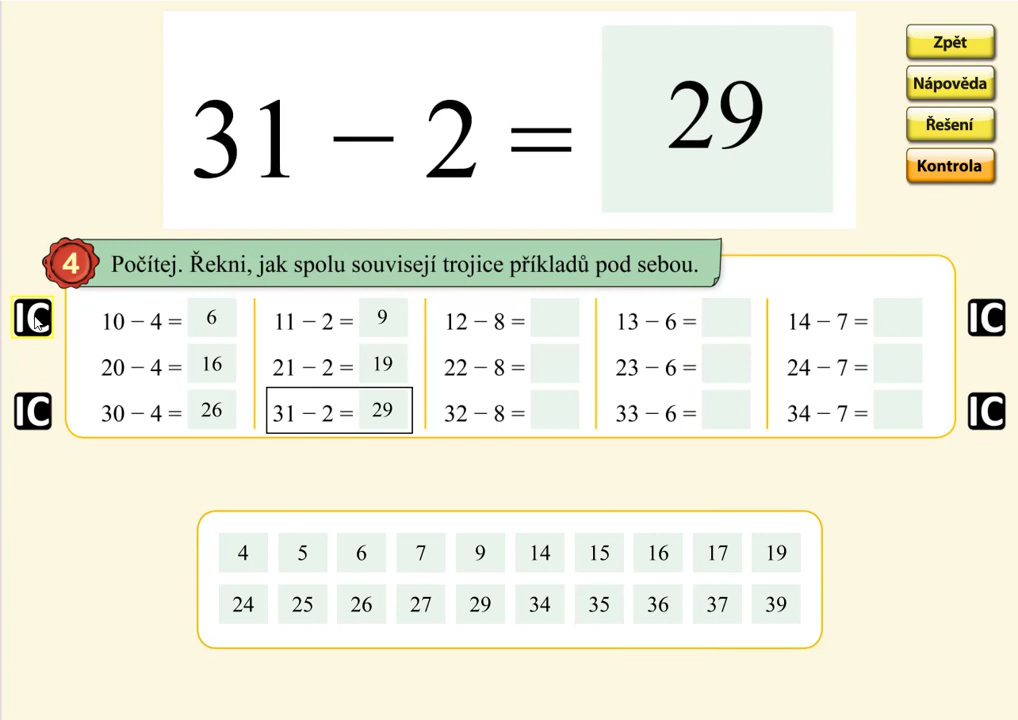 31 − 2 = 29
Zpět
Nápověda
Řešení
Kontrola
4 Počítej. Řekni, jak spolu souvisejí trojice příkladů pod sebou.
IC 10 − 4 = 6 11 − 2 = 9 12 − 8 = 13 − 6 = 14 − 7 = IC
20 − 4 = 16 21 − 2 = 19 22 − 8 = 23 − 6 = 24 − 7 =
IC 30 − 4 = 26 31 − 2 = 29 32 − 8 = 33 − 6 = 34 − 7 = IC
4 5 6 7 9 14 15 16 17 19
24 25 26 27 29 34 35 36 37 39